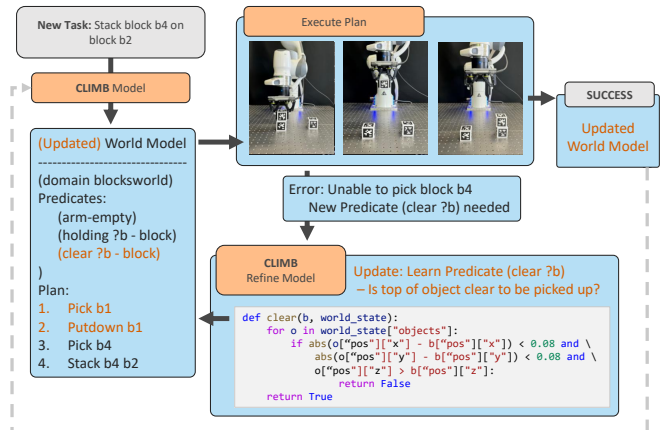 New Task: Stack block b4 on
block b2
CLIMB Model
(Updated) World Model
--------------------------------
(domain blocksworld)
Predicates:
(arm-empty)
(holding ?b - block)
(clear ?b - block)
)
Plan:
1. Pick b1
2. Putdown b1
3. Pick b4
4. Stack b4 b2
Execute Plan
SUCCESS
Updated
World Model
Error: Unable to pick block b4
New Predicate (clear ?b) needed
CLIMB
Refine Model
Update: Learn Predicate (clear ?b)
– Is top of object clear to be picked up?
def clear(b, world_state):
for o in world_state["objects"]:
if abs(o[“pos"]["x"] - b[“pos"]["x"]) < 0.08 and \
abs(o[“pos"]["y"] - b[“pos"]["y"]) < 0.08 and \
o[“pos"]["z"] > b[“pos"]["z"]:
return False
return True